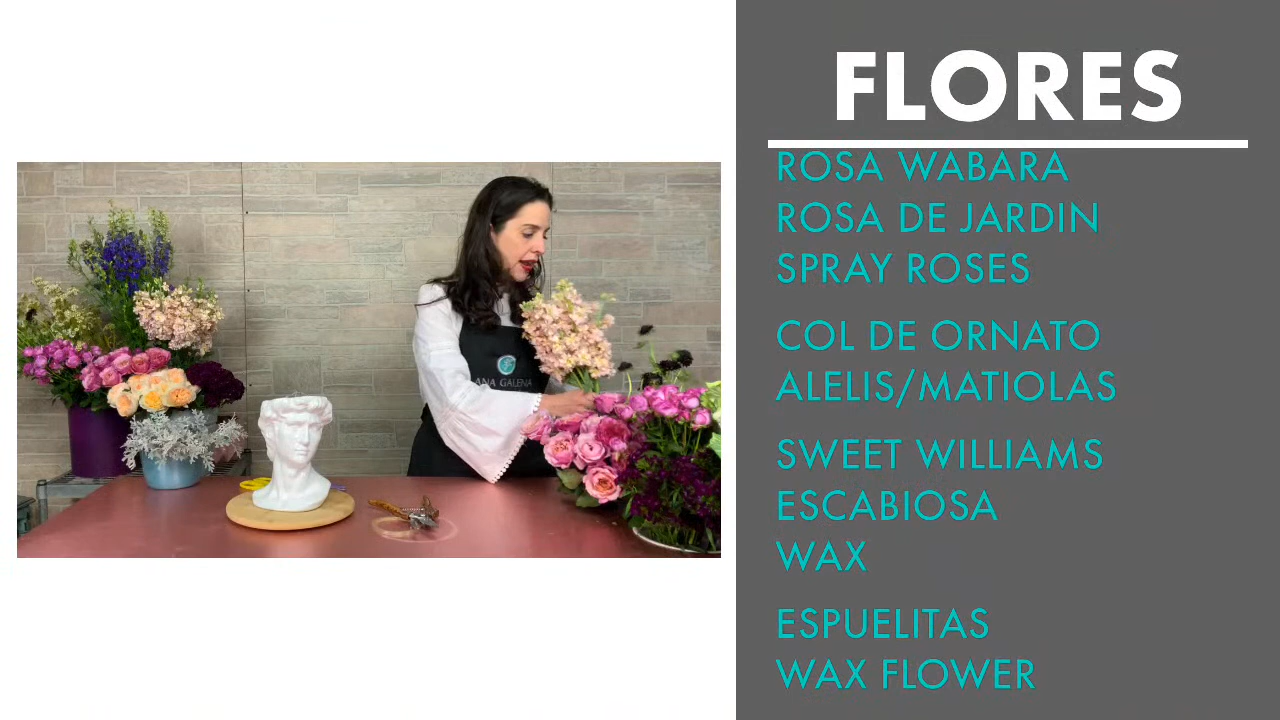 FLORES
ROSA WABARA
ROSA DE JARDIN
SPRAY ROSES
COL DE ORNATO
ALELIS/MATIOLAS
SWEET WILLIAMS
ESCABIOSA
WAX
ESPUELITAS
WAX FLOWER
ANA GALENA